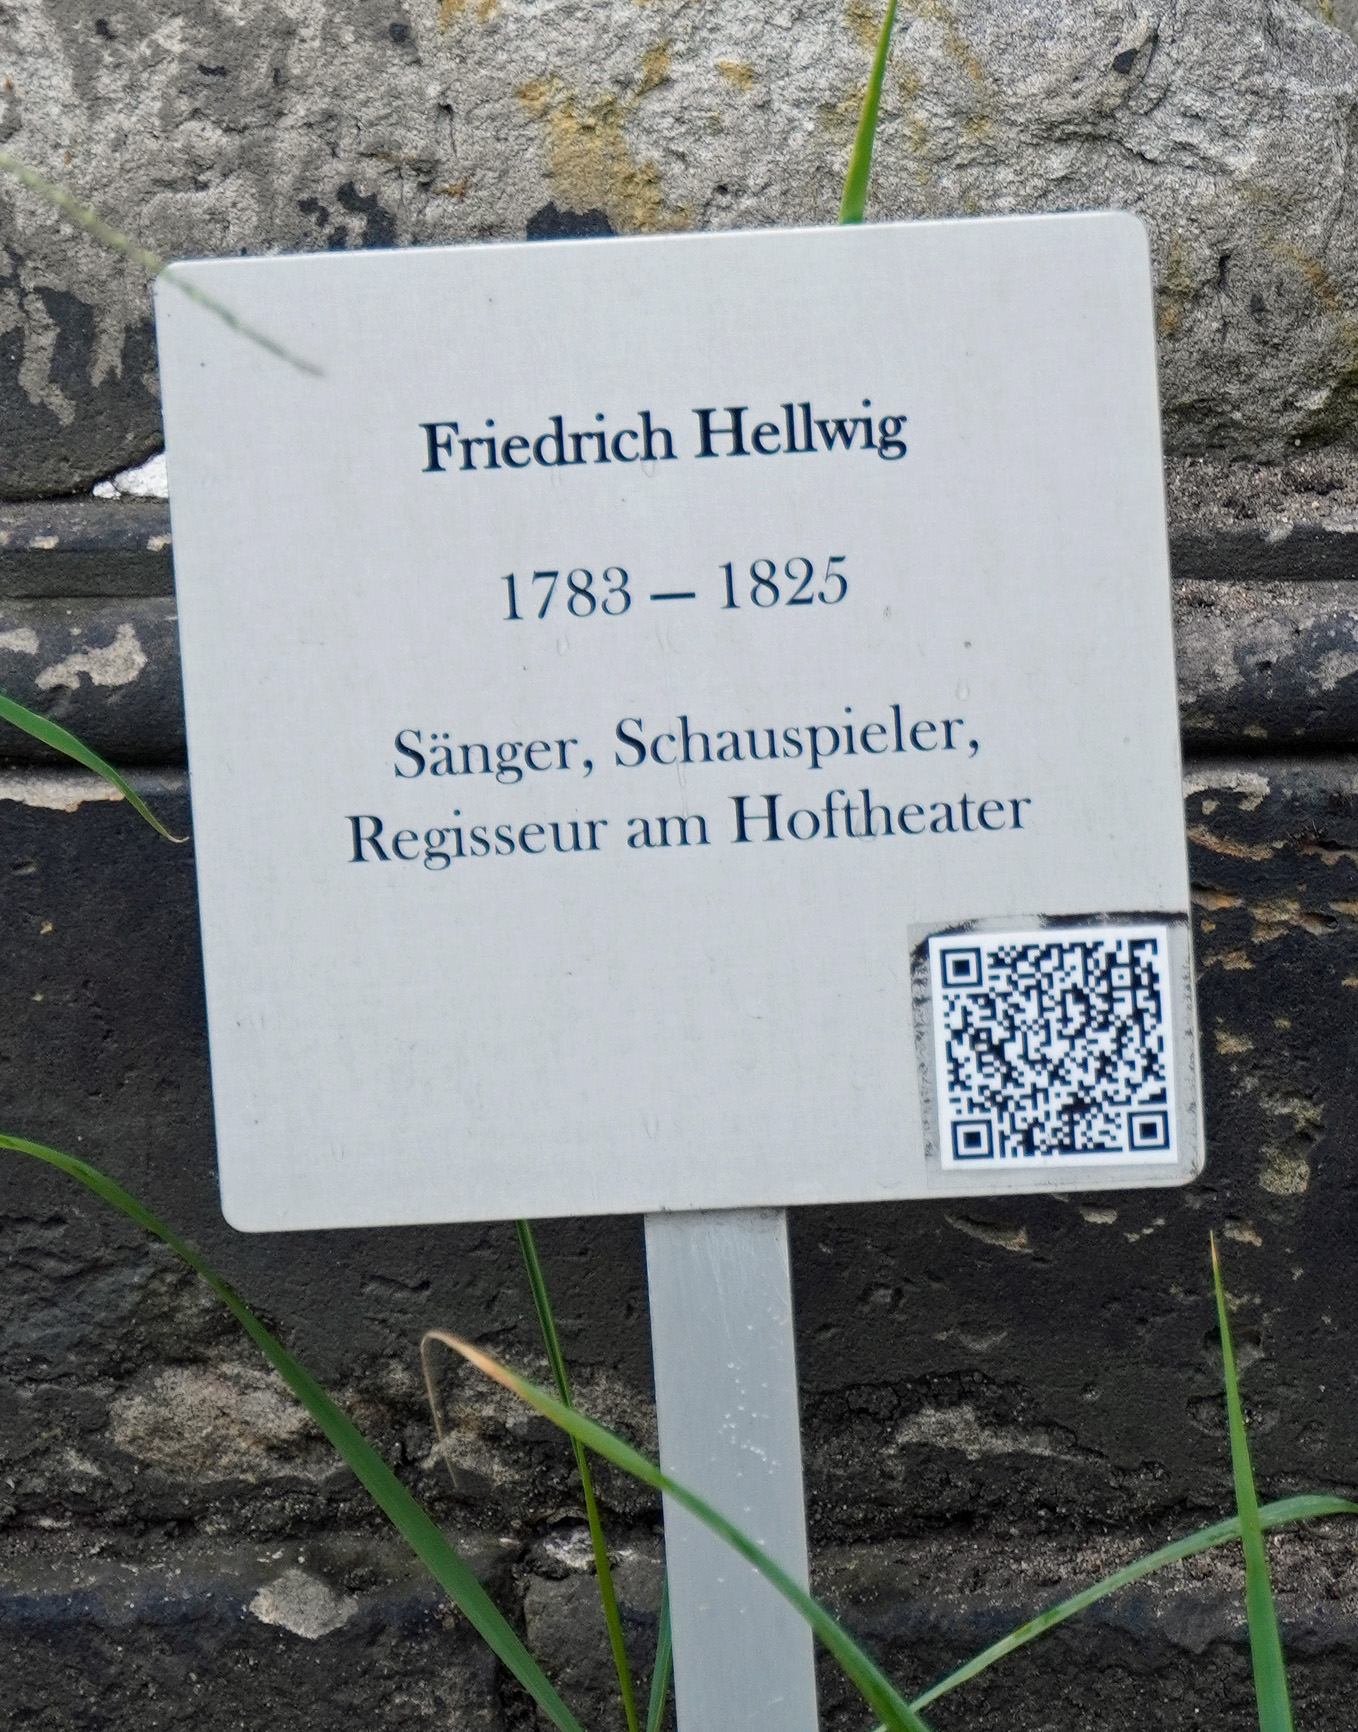 Friedrich Hellwig
1783 – 1825
Sänger, Schauspieler,
Regisseur am Hoftheater